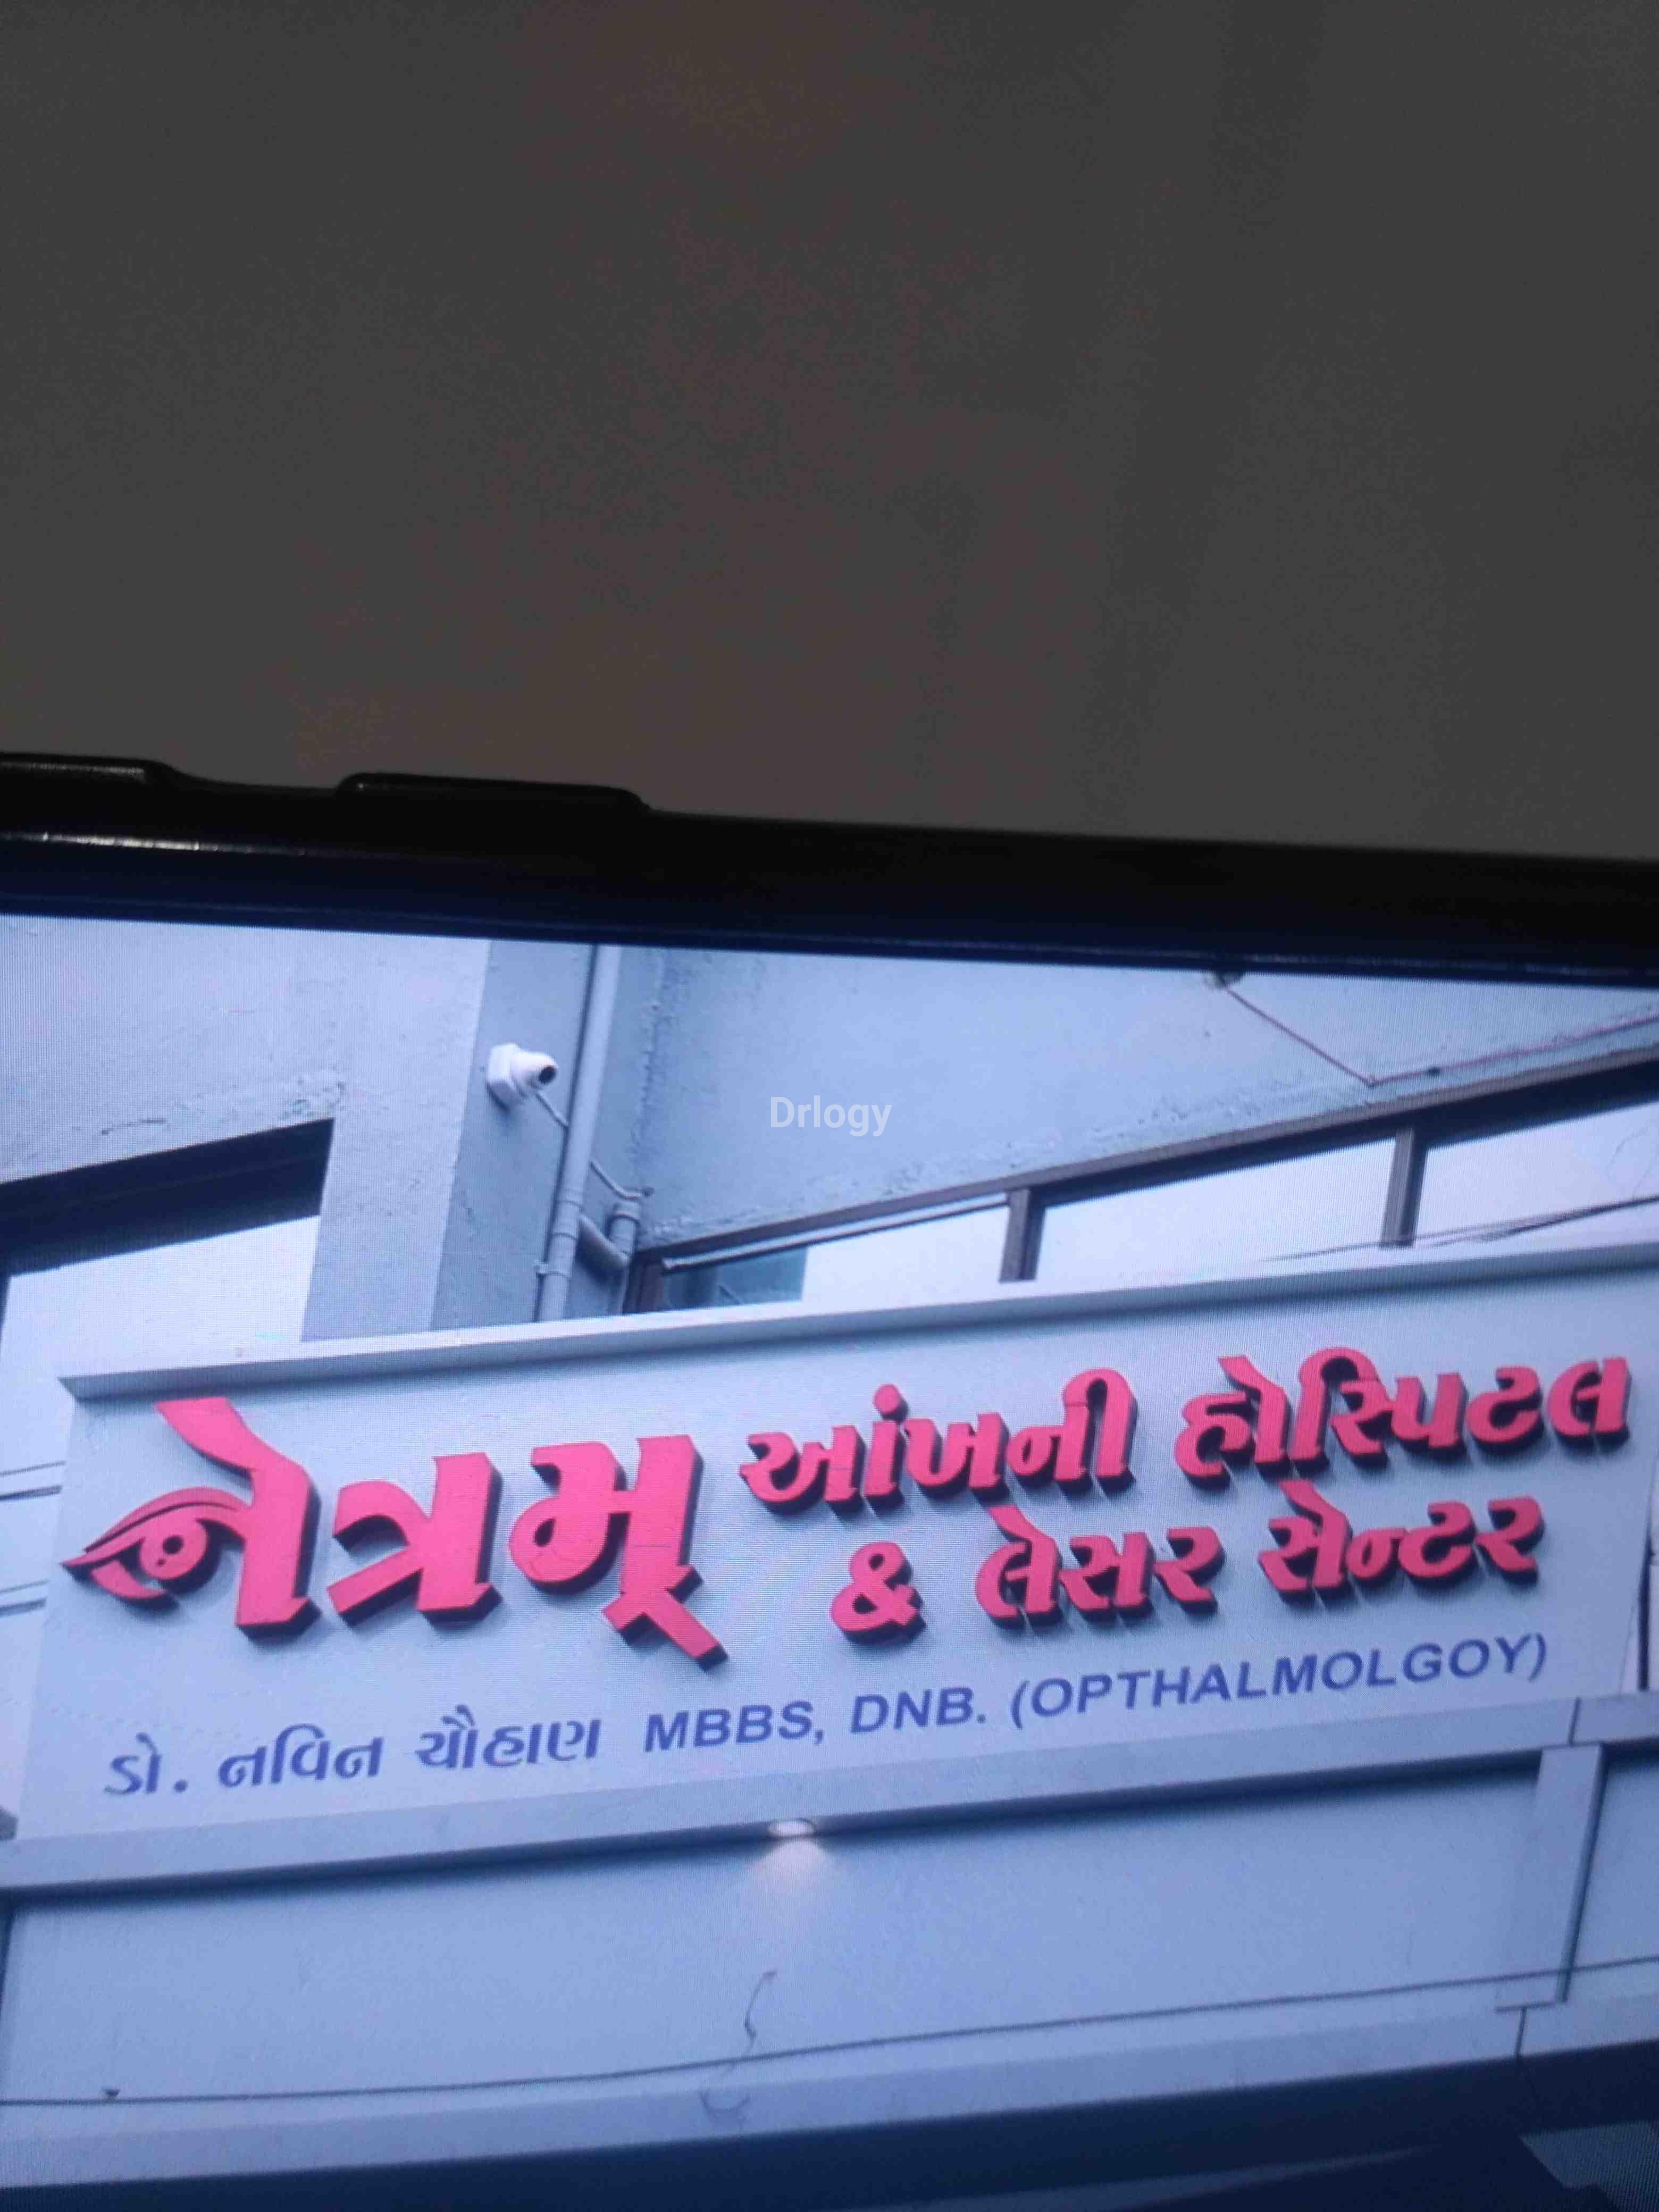 Drlogy
નેત્રમ્ આંખની હોસ્પિટલ
& લેસર સેન્ટર
ડો. નવિન ચૌહાણ MBBS, DNB. (OPTHALMOLGOY)